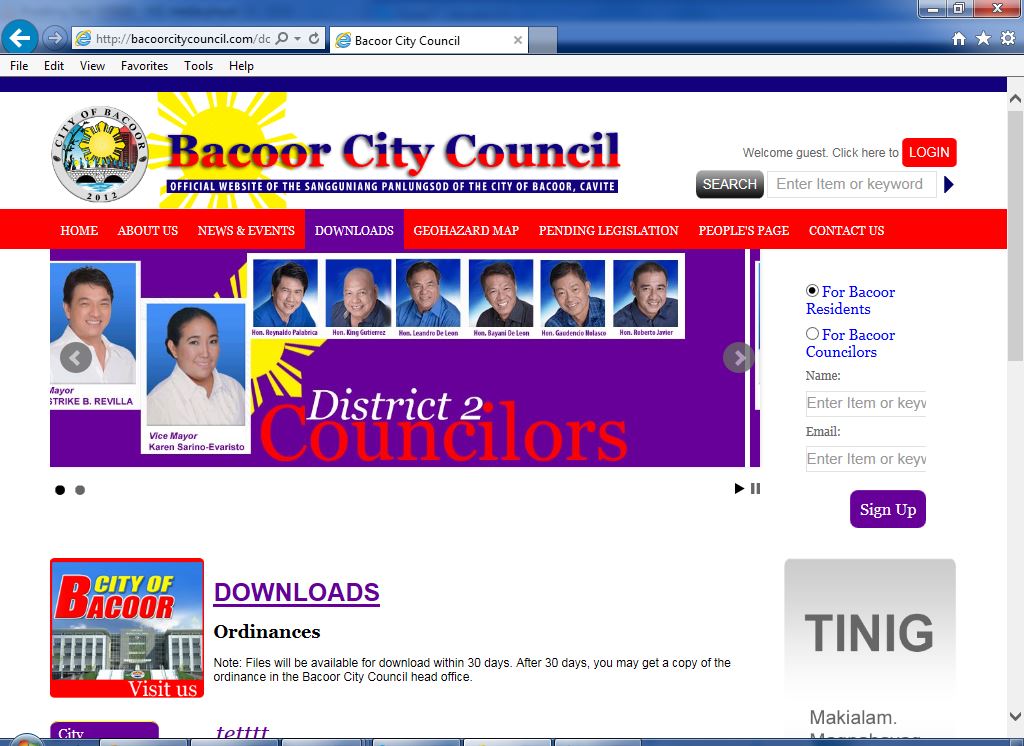 http://bacoorcitycouncil.com/dc
Bacoor City Council
File Edit View Favorites Tools Help
CITY OF BACOOR
2012
Bacoor City Council
OFFICIAL WEBSITE OF THE SANGGUNIANG PANLUNGSOD OF THE CITY OF BACOOR, CAVITE
Welcome guest. Click here to LOGIN
SEARCH Enter Item or keyword
HOME ABOUT US NEWS & EVENTS DOWNLOADS GEOHAZARD MAP PENDING LEGISLATION PEOPLE'S PAGE CONTACT US
Mayor
STRIKE B. REVILLA
Vice Mayor
Karen Sarino-Evaristo
Hon. Reynaldo Palabrica
Hon. King Gutierrez
Hon. Leandro De Leon
Hon. Bayani De Leon
Hon. Gaudencio Nolasco
Hon. Roberto Javier
District 2
Councilors
For Bacoor
Residents
For Bacoor
Councilors
Name:
Enter Item or keyw
Email:
Enter Item or keyw
Sign Up
CITY OF
BACOOR
Visit us
DOWNLOADS
Ordinances
Note: Files will be available for download within 30 days. After 30 days, you may get a copy of the
ordinance in the Bacoor City Council head office.
City
tetttt
TINIG
Makialam.